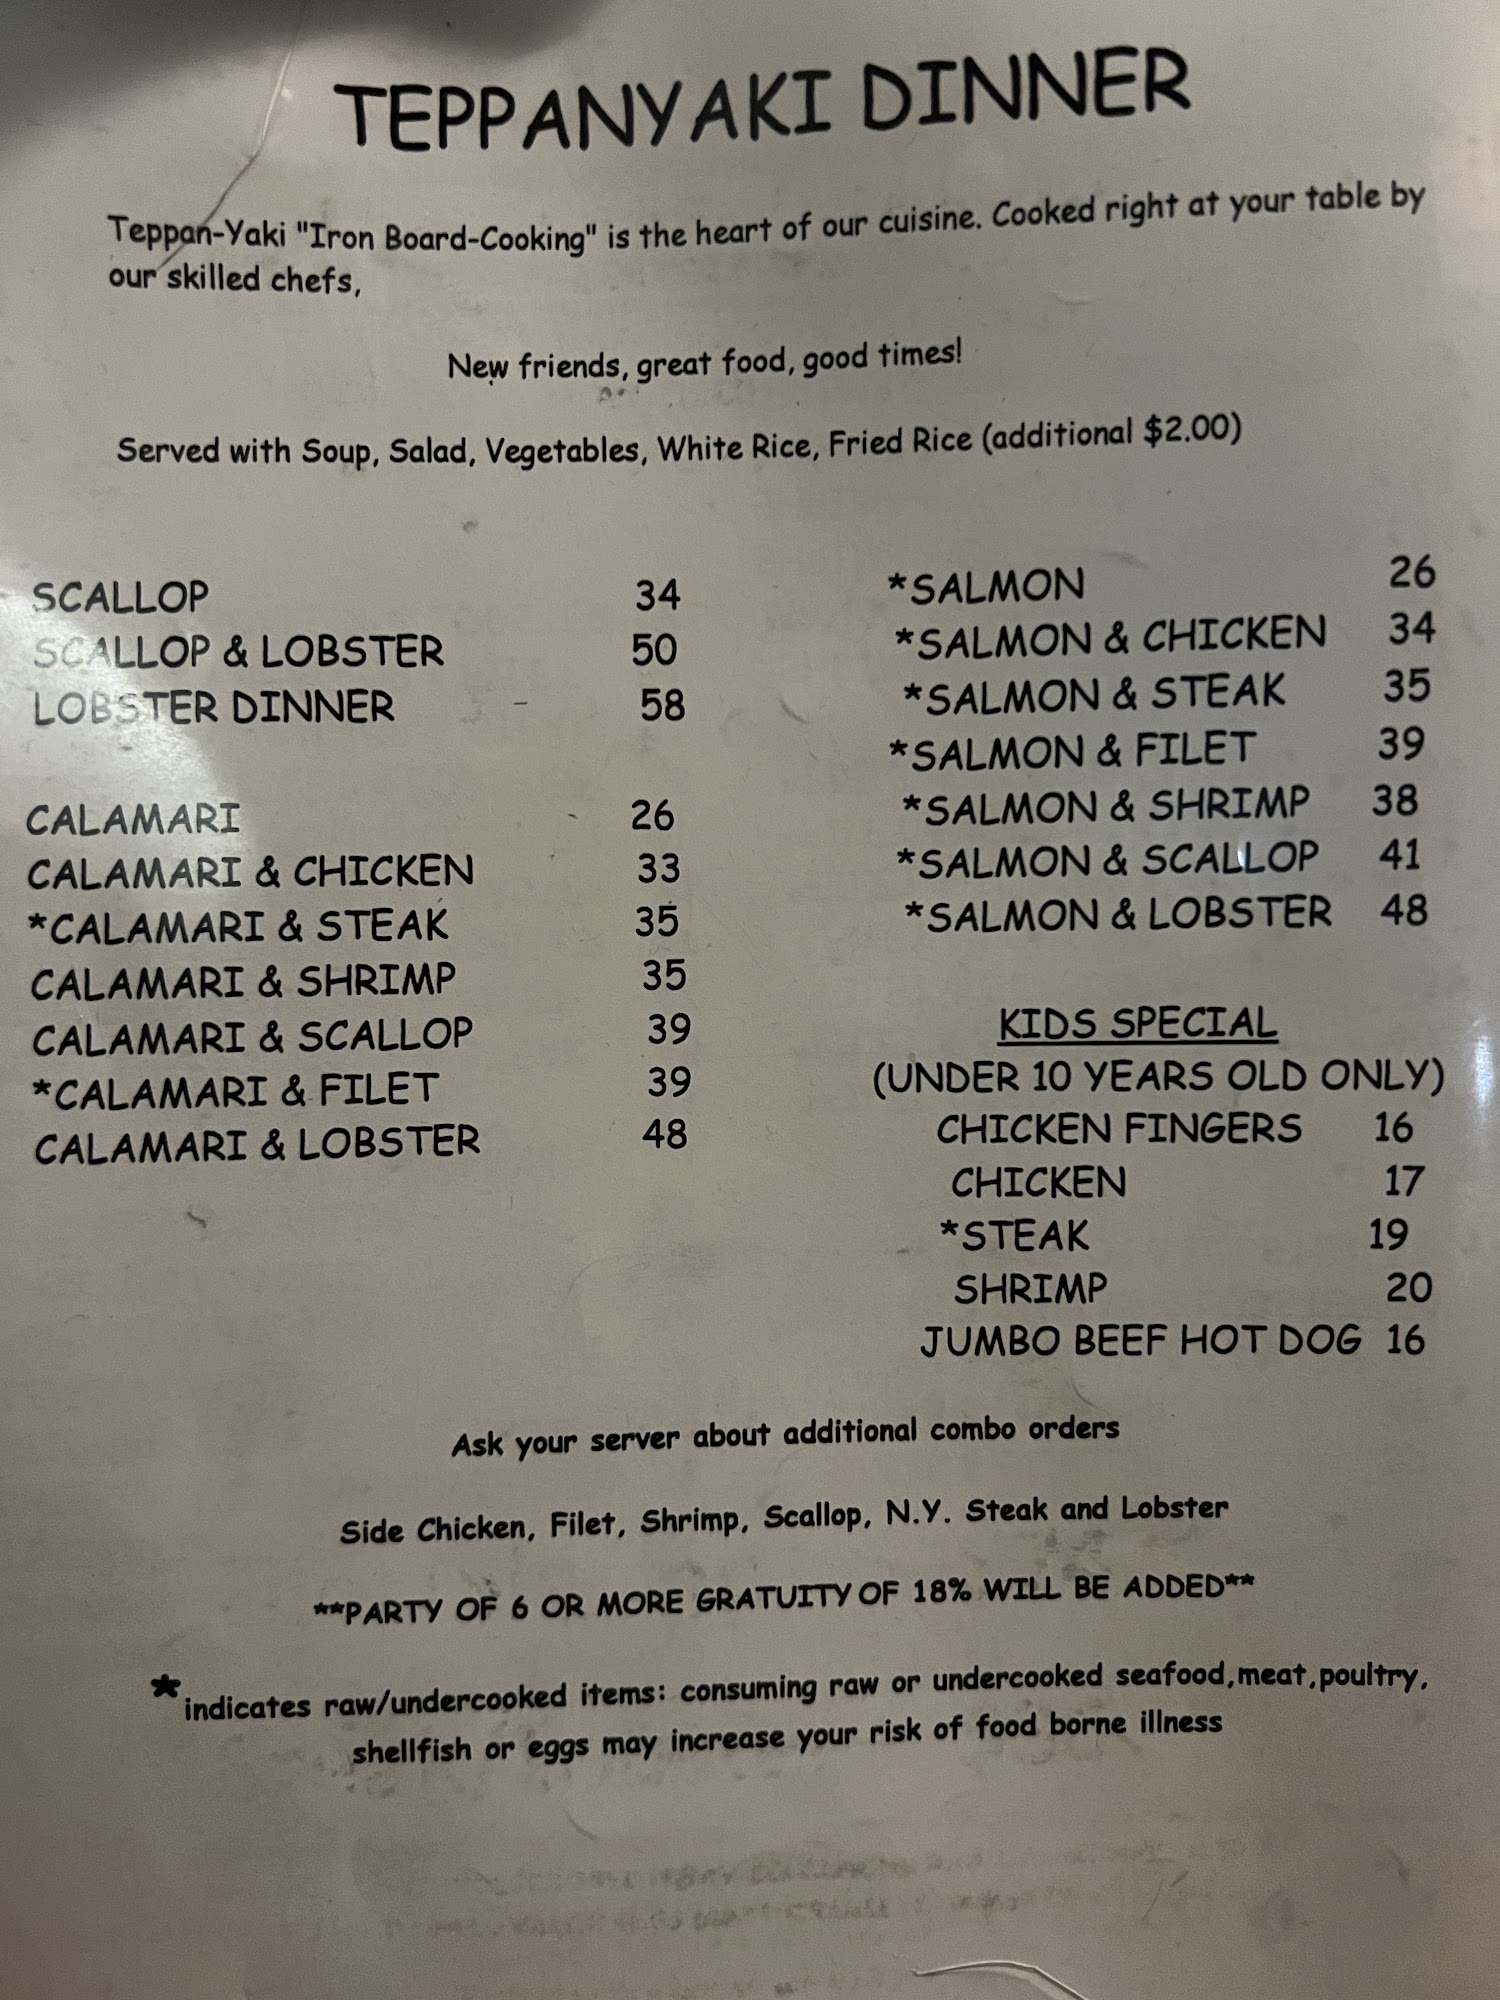 TEPPANYAKI DINNER
Teppan-Yaki "Iron Board-Cooking" is the heart of our cuisine. Cooked right at your table by
our skilled chefs,
New friends, great food, good times!
Served with Soup, Salad, Vegetables, White Rice, Fried Rice (additional $2.00)
SCALLOP 34
SCALLOP & LOBSTER 50
LOBSTER DINNER 58
CALAMARI 26
CALAMARI & CHICKEN 33
*CALAMARI & STEAK 35
CALAMARI & SHRIMP 35
CALAMARI & SCALLOP 39
*CALAMARI & FILET 39
CALAMARI & LOBSTER 48
*SALMON 26
*SALMON & CHICKEN 34
*SALMON & STEAK 35
*SALMON & FILET 39
*SALMON & SHRIMP 38
*SALMON & SCALLOP 41
*SALMON & LOBSTER 48
KIDS SPECIAL
(UNDER 10 YEARS OLD ONLY)
CHICKEN FINGERS 16
CHICKEN 17
*STEAK 19
SHRIMP 20
JUMBO BEEF HOT DOG 16
Ask your server about additional combo orders
Side Chicken, Filet, Shrimp, Scallop, N.Y. Steak and Lobster
**PARTY OF 6 OR MORE GRATUITY OF 18% WILL BE ADDED**
*indicates raw/undercooked items: consuming raw or undercooked seafood,meat,poultry,
shellfish or eggs may increase your risk of food borne illness